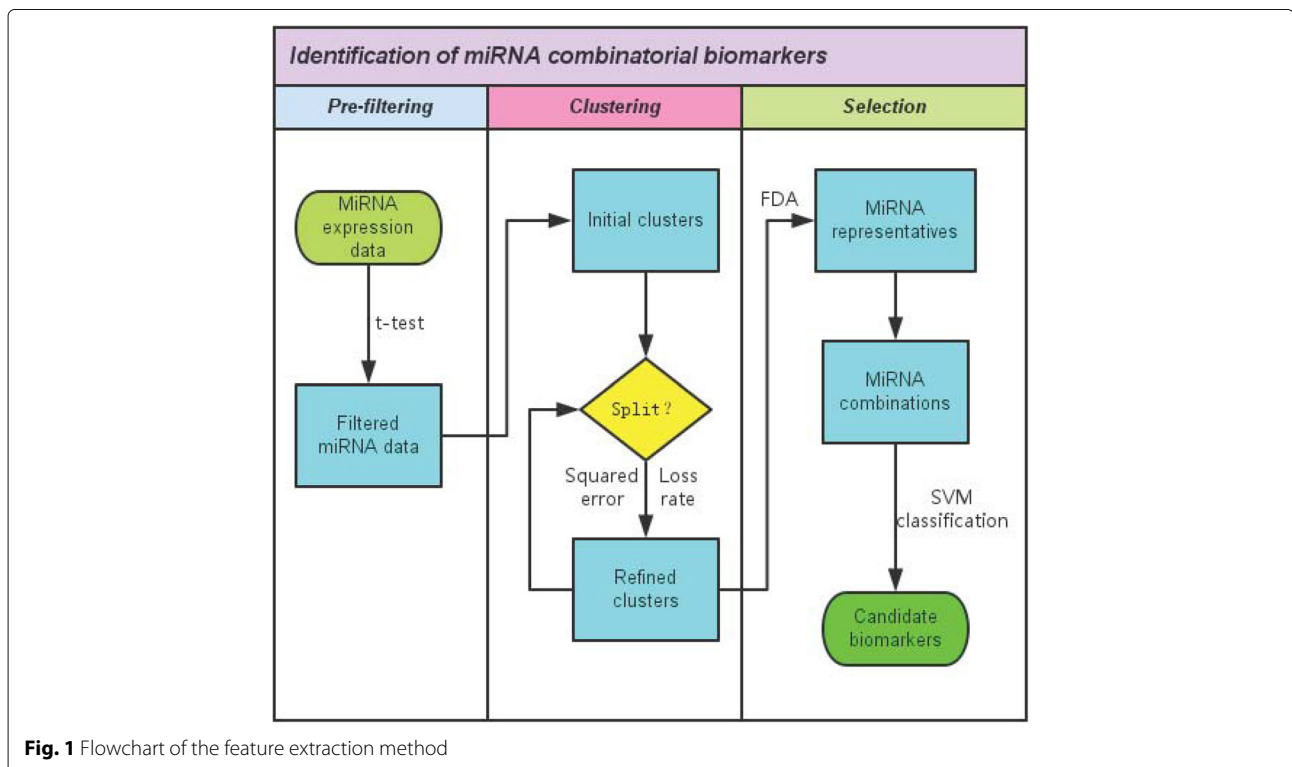 Identification of miRNA combinatorial biomarkers
Pre-filtering
Clustering
Selection
MiRNA
expression
data
t-test
Filtered
miRNA data
Initial clusters
Split?
Squared
error
Loss
rate
Refined
clusters
FDA
MiRNA
representatives
MiRNA
combinations
SVM
classification
Candidate
biomarkers
Fig. 1 Flowchart of the feature extraction method